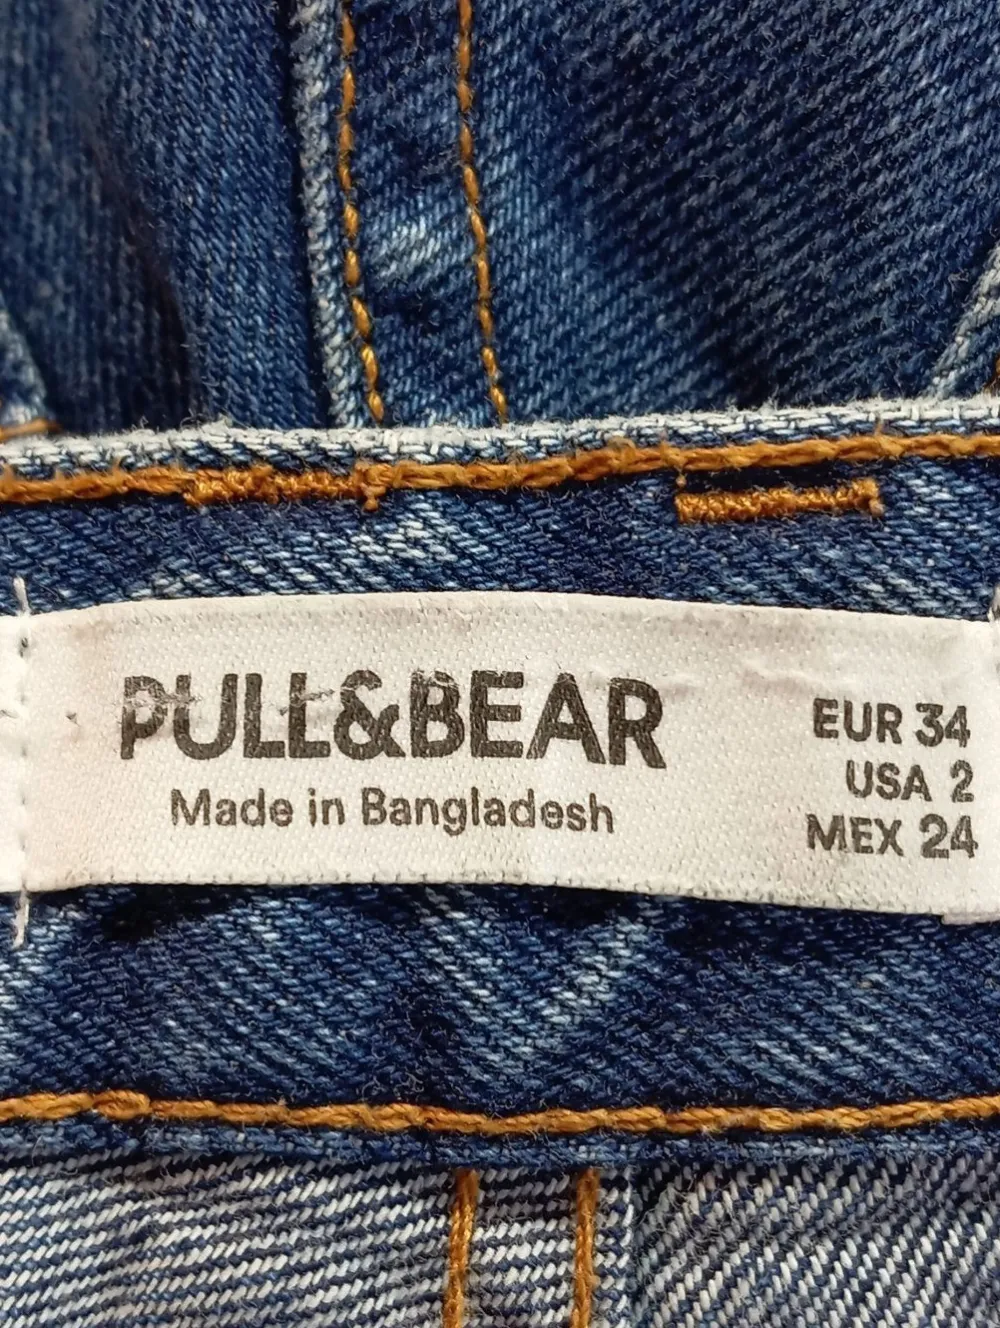 PULL&BEAR
Made in Bangladesh
EUR 34
USA 2
MEX 24